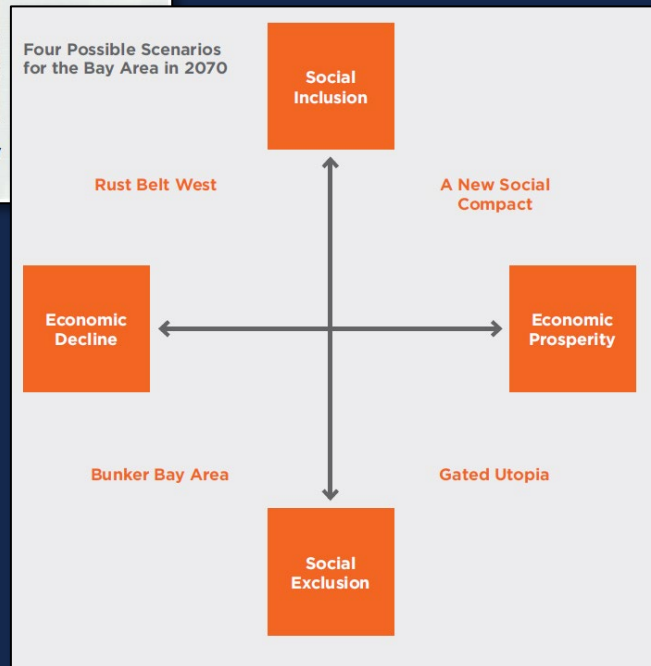 Four Possible Scenarios
for the Bay Area in 2070
Social
Inclusion
Rust Belt West
A New Social
Compact
Economic
Decline
Economic
Prosperity
Bunker Bay Area
Gated Utopia
Social
Exclusion